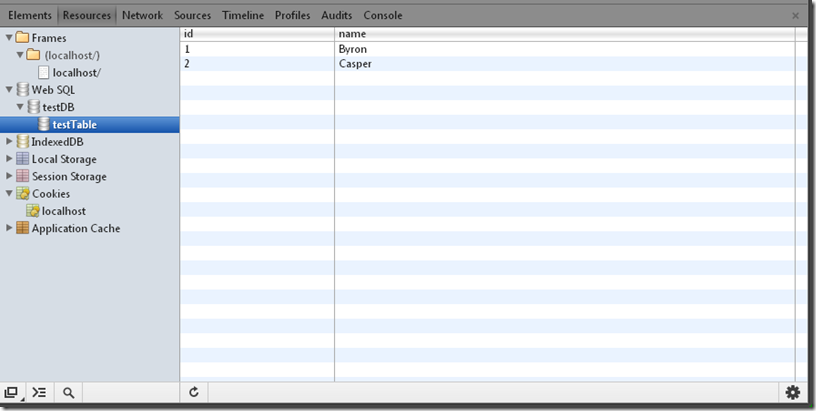 Elements Resources Network Sources Timeline Profiles Audits Console
Frames
(localhost/)
localhost/
Web SQL
testDB
testTable
IndexedDB
Local Storage
Session Storage
Cookies
localhost
Application Cache
id name
1 Byron
2 Casper